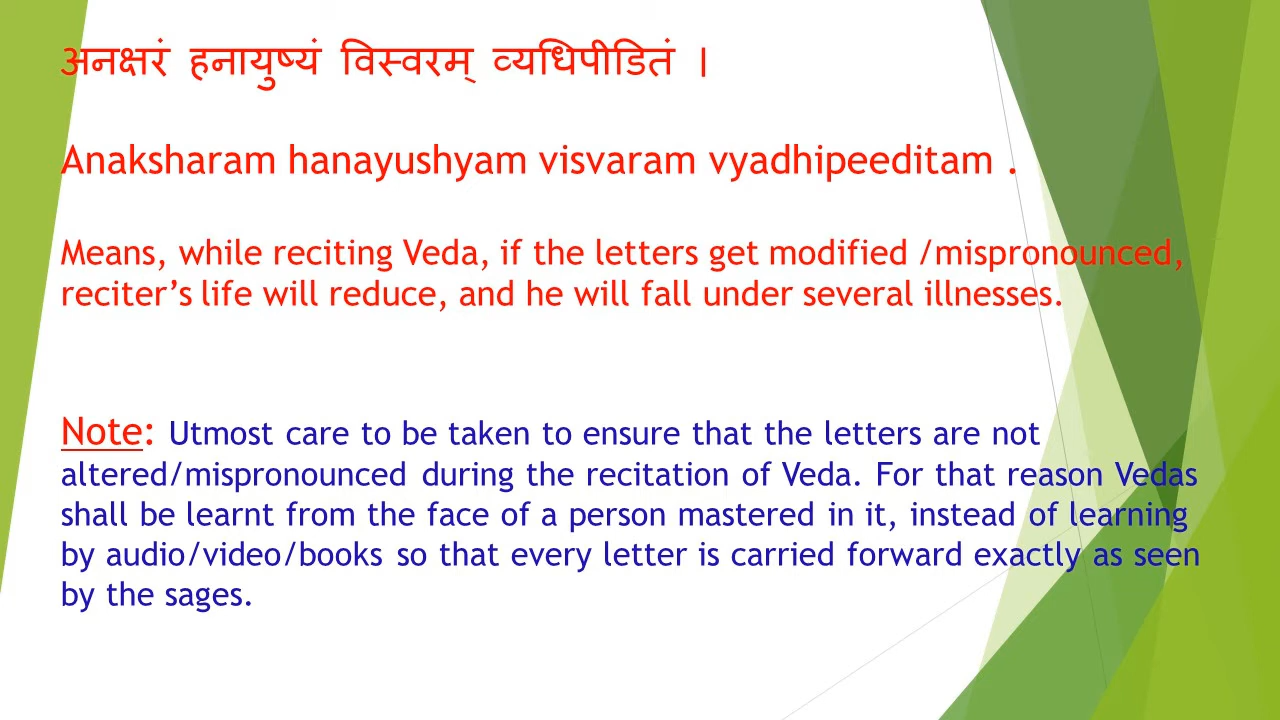 अनक्षरं हनायुष्यं विस्वरम् व्यधिपीडितं ।
Anaksharam hanayushyam visvaram vyadhipeeditam .
Means, while reciting Veda, if the letters get modified /mispronounced,
reciter’s life will reduce, and he will fall under several illnesses.
Note: Utmost care to be taken to ensure that the letters are not
altered/mispronounced during the recitation of Veda. For that reason Vedas
shall be learnt from the face of a person mastered in it, instead of learning
by audio/video/books so that every letter is carried forward exactly as seen
by the sages.